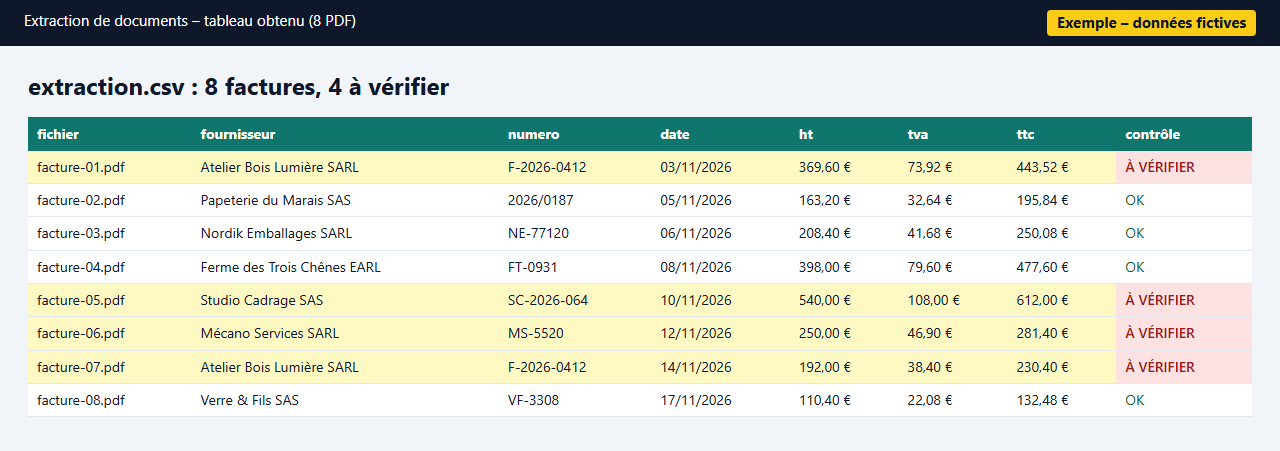 Extraction de documents – tableau obtenu (8 PDF)
Exemple – données fictives
extraction.csv : 8 factures, 4 à vérifier
fichier fournisseur numero date ht tva ttc contrôle
facture-01.pdf Atelier Bois Lumière SARL F-2026-0412 03/11/2026 369,60 € 73,92 € 443,52 € À VÉRIFIER
facture-02.pdf Papeterie du Marais SAS 2026/0187 05/11/2026 163,20 € 32,64 € 195,84 € OK
facture-03.pdf Nordik Emballages SARL NE-77120 06/11/2026 208,40 € 41,68 € 250,08 € OK
facture-04.pdf Ferme des Trois Chênes EARL FT-0931 08/11/2026 398,00 € 79,60 € 477,60 € OK
facture-05.pdf Studio Cadrage SAS SC-2026-064 10/11/2026 540,00 € 108,00 € 612,00 € À VÉRIFIER
facture-06.pdf Mécano Services SARL MS-5520 12/11/2026 250,00 € 46,90 € 281,40 € À VÉRIFIER
facture-07.pdf Atelier Bois Lumière SARL F-2026-0412 14/11/2026 192,00 € 38,40 € 230,40 € À VÉRIFIER
facture-08.pdf Verre & Fils SAS VF-3308 17/11/2026 110,40 € 22,08 € 132,48 € OK